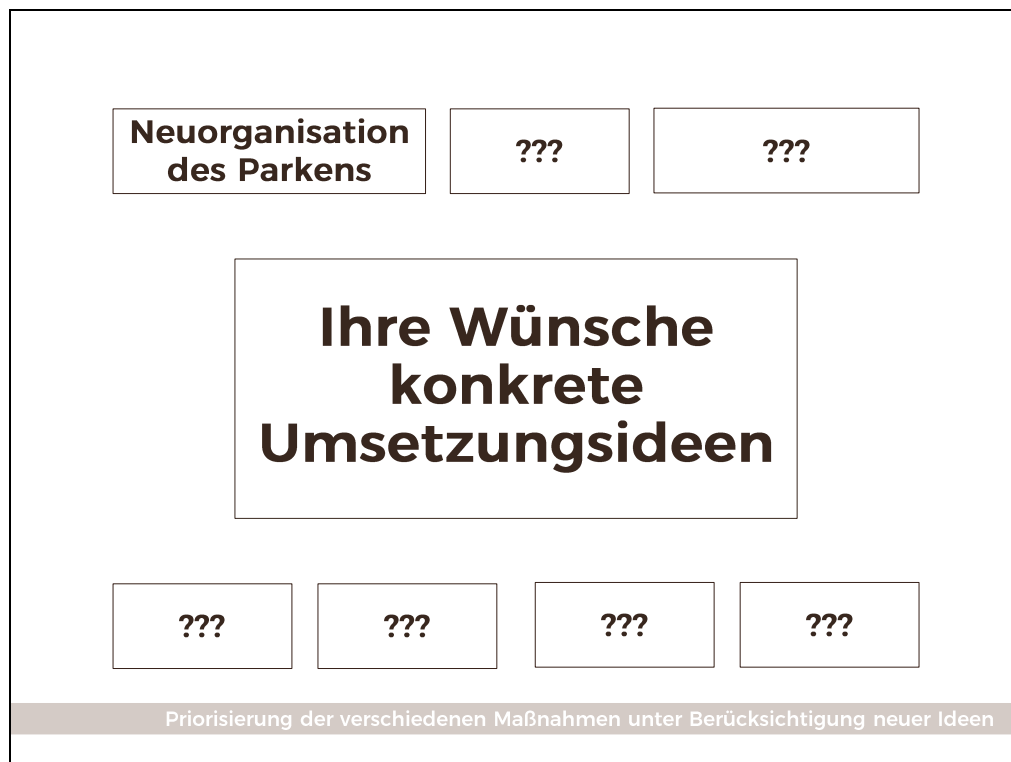 Neuorganisation
des Parkens
???
???
Ihre Wünsche
konkrete
Umsetzungsideen
???
???
???
???
Priorisierung der verschiedenen Maßnahmen unter Berücksichtigung neuer Ideen